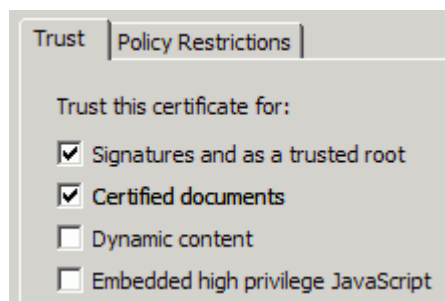 Trust Policy Restrictions
Trust this certificate for:
Signatures and as a trusted root
Certified documents
Dynamic content
Embedded high privilege JavaScript